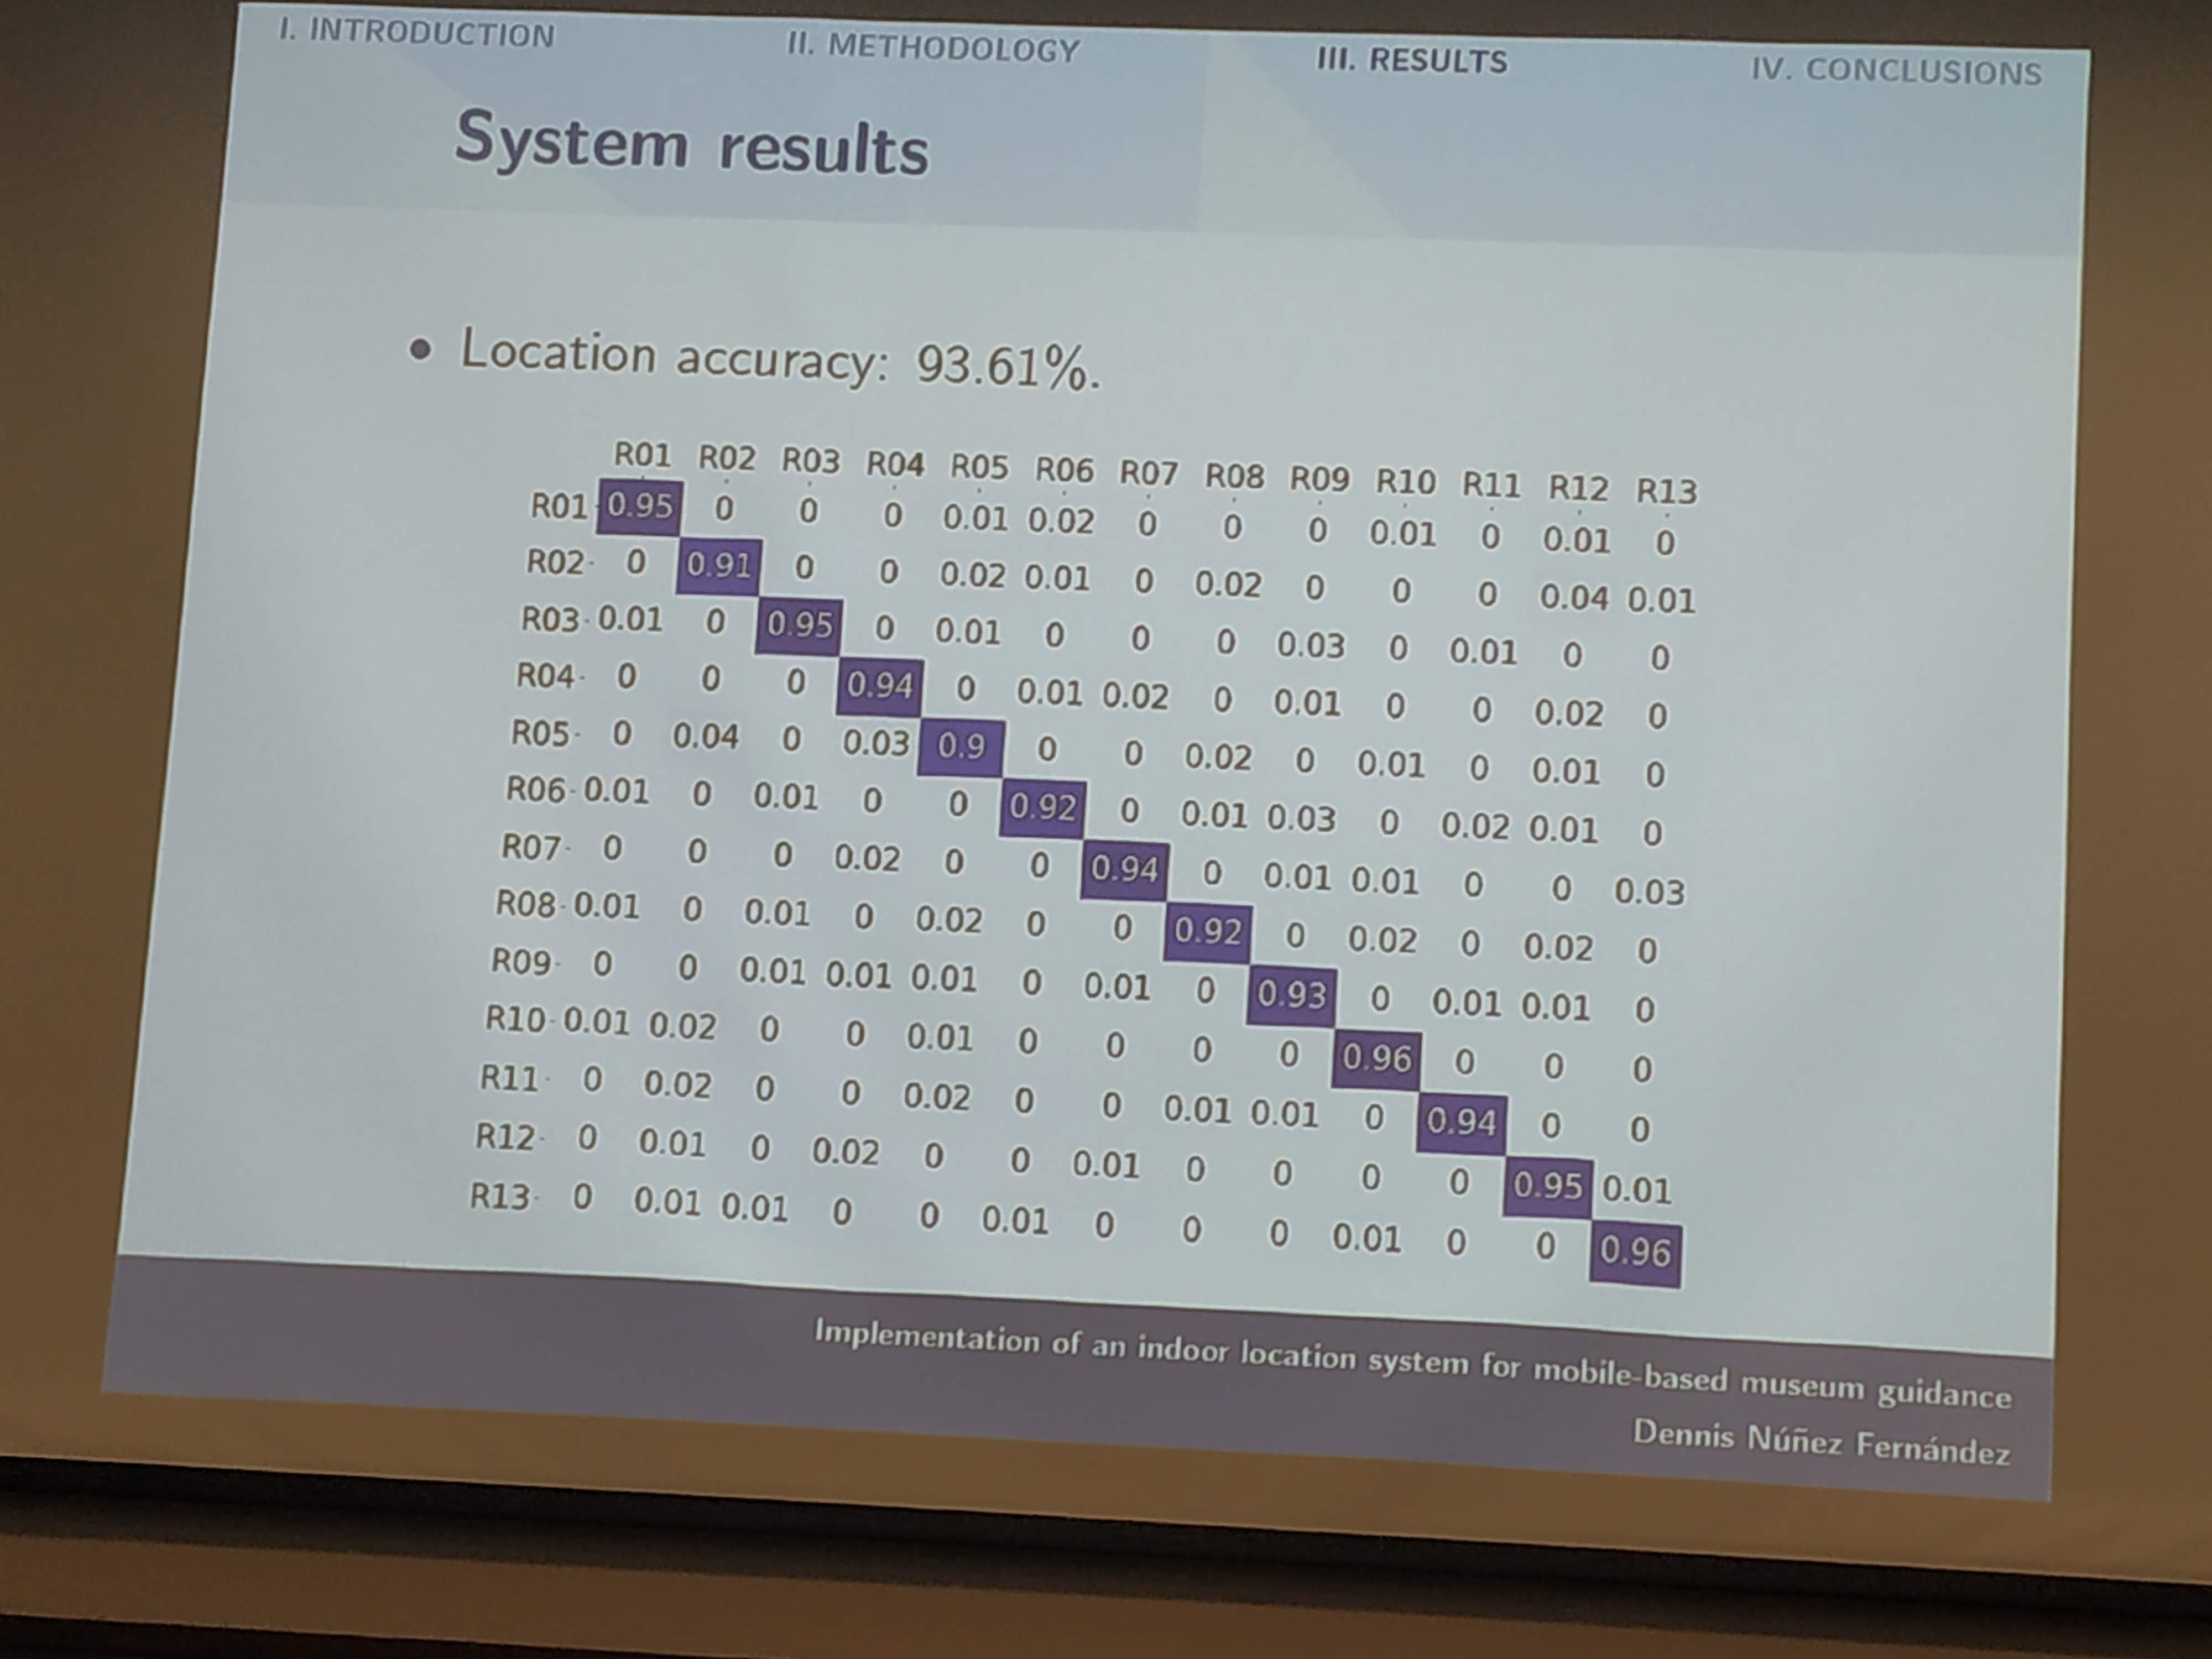 I. INTRODUCTION II. METHODOLOGY III. RESULTS IV. CONCLUSIONS
System results
• Location accuracy: 93.61%.
R01 R02 R03 R04 R05 R06 R07 R08 R09 R10 R11 R12 R13
R01 0.95 0 0 0 0.01 0.02 0 0 0 0.01 0 0.01 0
R02 0 0.91 0 0 0.02 0.01 0 0.02 0 0 0 0.04 0.01
R03 0.01 0 0.95 0 0.01 0 0 0 0.03 0 0.01 0 0
R04 0 0 0 0.94 0 0.01 0.02 0 0.01 0 0 0.02 0
R05 0 0.04 0 0.03 0.9 0 0 0.02 0 0.01 0 0.01 0
R06 0.01 0 0.01 0 0 0.92 0 0.01 0.03 0 0.02 0.01 0
R07 0 0 0 0.02 0 0 0.94 0 0.01 0.01 0 0 0.03
R08 0.01 0 0.01 0 0.02 0 0 0.92 0 0.02 0 0.02 0
R09 0 0 0.01 0.01 0.01 0 0.01 0 0.93 0 0.01 0.01 0
R10 0.01 0.02 0 0 0.01 0 0 0 0 0.96 0 0 0
R11 0 0.02 0 0 0.02 0 0 0.01 0.01 0 0.94 0 0
R12 0 0.01 0 0.02 0 0 0.01 0 0 0 0 0.95 0.01
R13 0 0.01 0.01 0 0 0.01 0 0 0 0.01 0 0 0.96
Implementation of an indoor location system for mobile-based museum guidance
Dennis Núñez Fernández